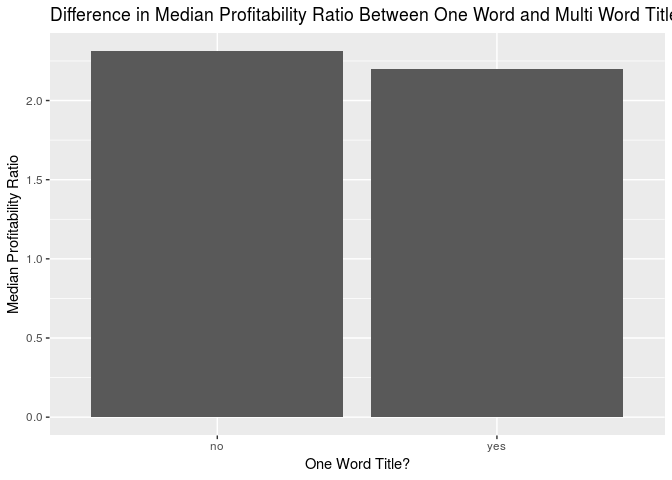 Difference in Median Profitability Ratio Between One Word and Multi Word Title
2.0
1.5
1.0
0.5
0.0
Median Profitability Ratio
no yes
One Word Title?